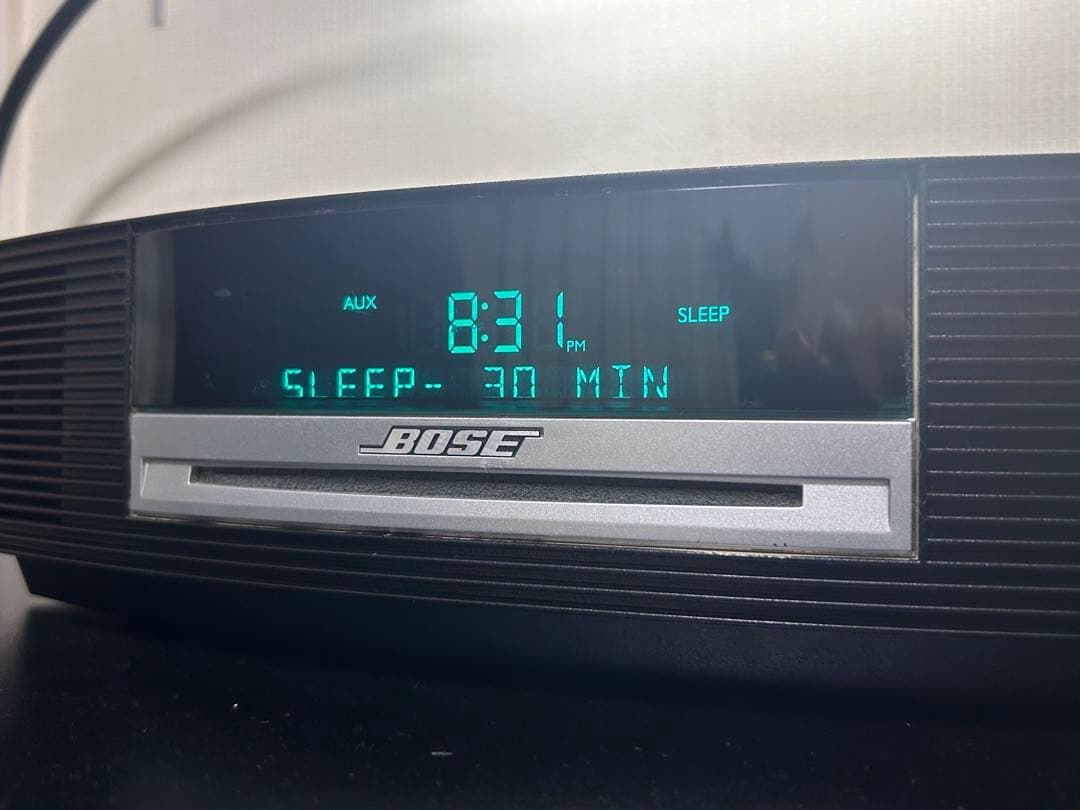 AUX 8:31 PM SLEEP
SLEEP- 30 MIN
BOSE